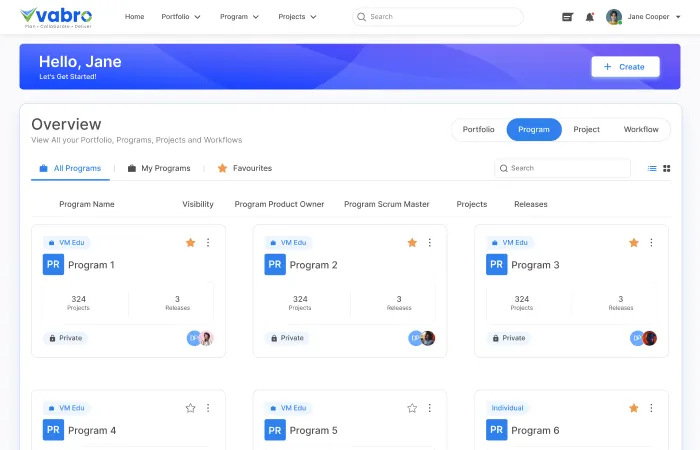 vabro
Plan • Collaborate • Deliver
Home Portfolio Program Projects
Search
Jane Cooper
Hello, Jane
Let's Get Started!
+ Create
Overview
View All your Portfolio, Programs, Projects and Workflows
Portfolio Program Project Workflow
All Programs My Programs Favourites
Search
Program Name Visibility Program Product Owner Program Scrum Master Projects Releases
VM Edu
PR Program 1
324 3
Projects Releases
Private
DP
VM Edu
PR Program 2
324 3
Projects Releases
Private
DP
VM Edu
PR Program 3
324 3
Projects Releases
Private
DP
VM Edu
PR Program 4
VM Edu
PR Program 5
Individual
PR Program 6